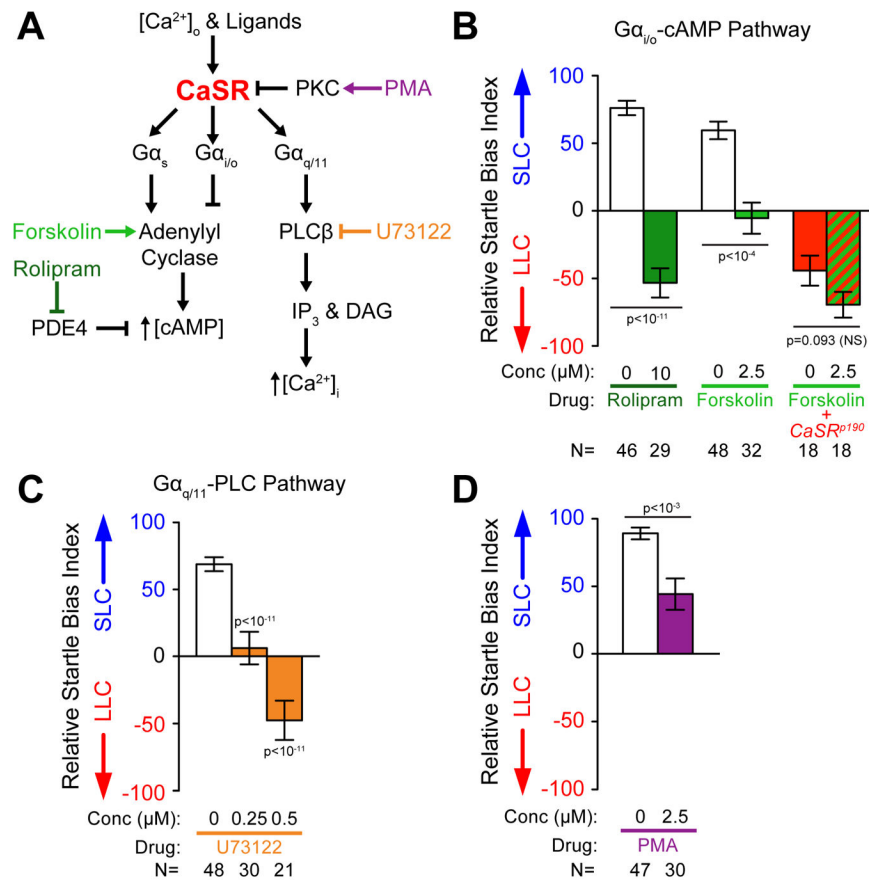 A
[Ca²⁺]ₒ & Ligands
CaSR PKC PMA
Gαₛ Gαi/o Gαq/11
Forskolin Adenylyl Cyclase PLCβ U73122
Rolipram
PDE4 ↑[cAMP] IP₃ & DAG
↑[Ca²⁺]ᵢ
B
Gαi/o-cAMP Pathway
Relative Startle Bias Index
SLC
LLC
100
50
0
-50
-100
p<10⁻¹¹
p<10⁻⁴
p=0.093 (NS)
Conc (µM): 0 10 0 2.5 0 2.5
Drug: Rolipram Forskolin Forskolin
+
CaSRᵖ¹⁹⁰
N= 46 29 48 32 18 18
C
Gαq/11-PLC Pathway
Relative Startle Bias Index
SLC
LLC
100
50
0
-50
-100
p<10⁻¹¹
p<10⁻¹¹
Conc (µM): 0 0.25 0.5
Drug: U73122
N= 48 30 21
D
Relative Startle Bias Index
SLC
LLC
100
50
0
-50
-100
p<10⁻³
Conc (µM): 0 2.5
Drug: PMA
N= 47 30